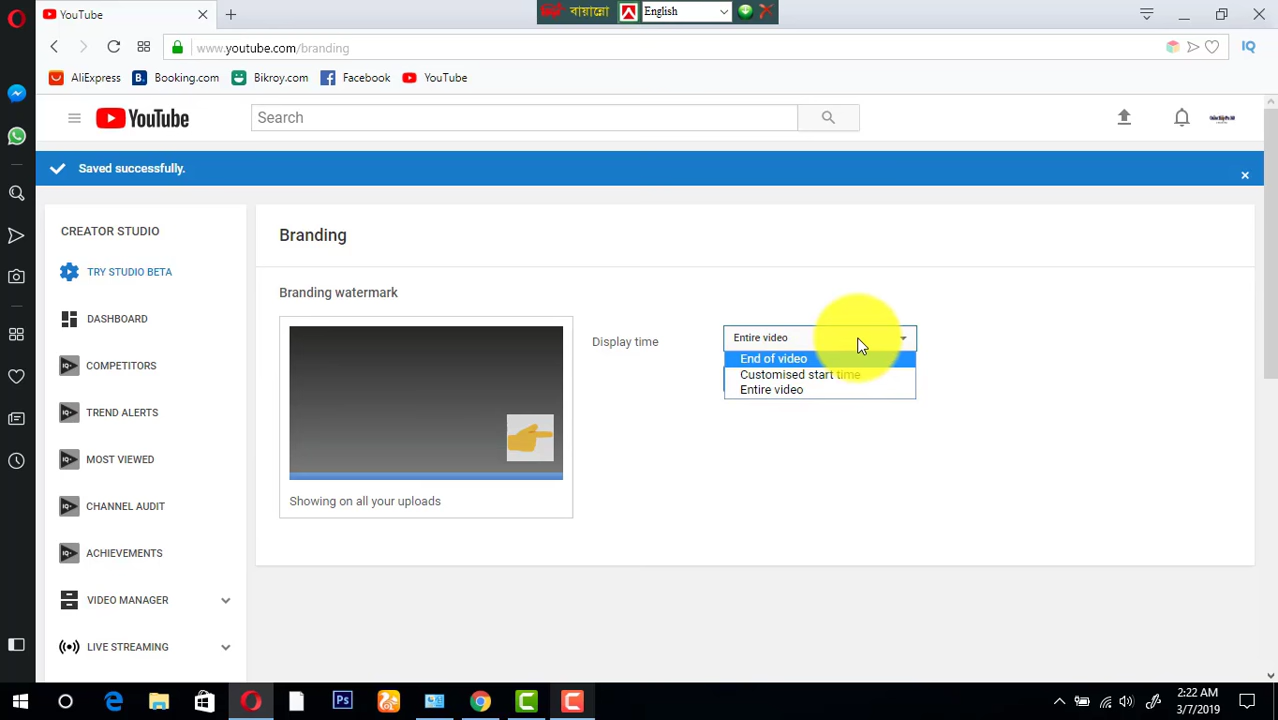 YouTube
বায়ান্নো
English
www.youtube.com/branding
IQ
AliExpress
B.
Booking.com
Bikroy.com
Facebook
YouTube
YouTube
Search
Saved successfully.
CREATOR STUDIO
TRY STUDIO BETA
DASHBOARD
COMPETITORS
TREND ALERTS
MOST VIEWED
CHANNEL AUDIT
ACHIEVEMENTS
VIDEO MANAGER
LIVE STREAMING
Branding
Branding watermark
Showing on all your uploads
Display time
Entire video
End of video
Customised start time
Entire video
Ps
2:22 AM
3/7/2019